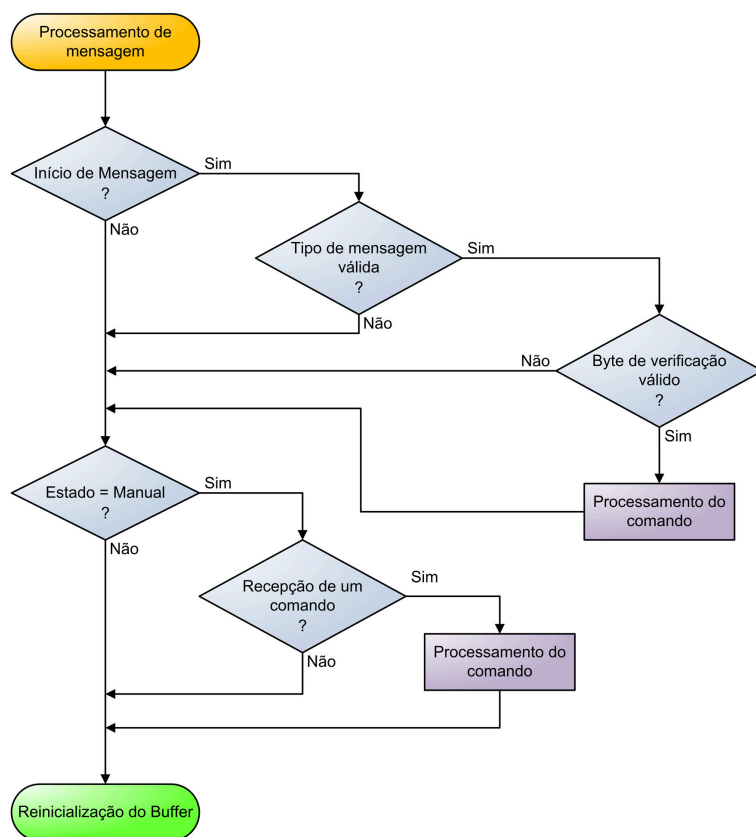 Processamento de
mensagem
Início de Mensagem
?
Sim
Não
Tipo de mensagem
válida
?
Sim
Não
Byte de verificação
válido
?
Não
Sim
Processamento do
comando
Estado = Manual
?
Sim
Não
Recepção de um
comando
?
Sim
Não
Processamento do
comando
Reinicialização do Buffer